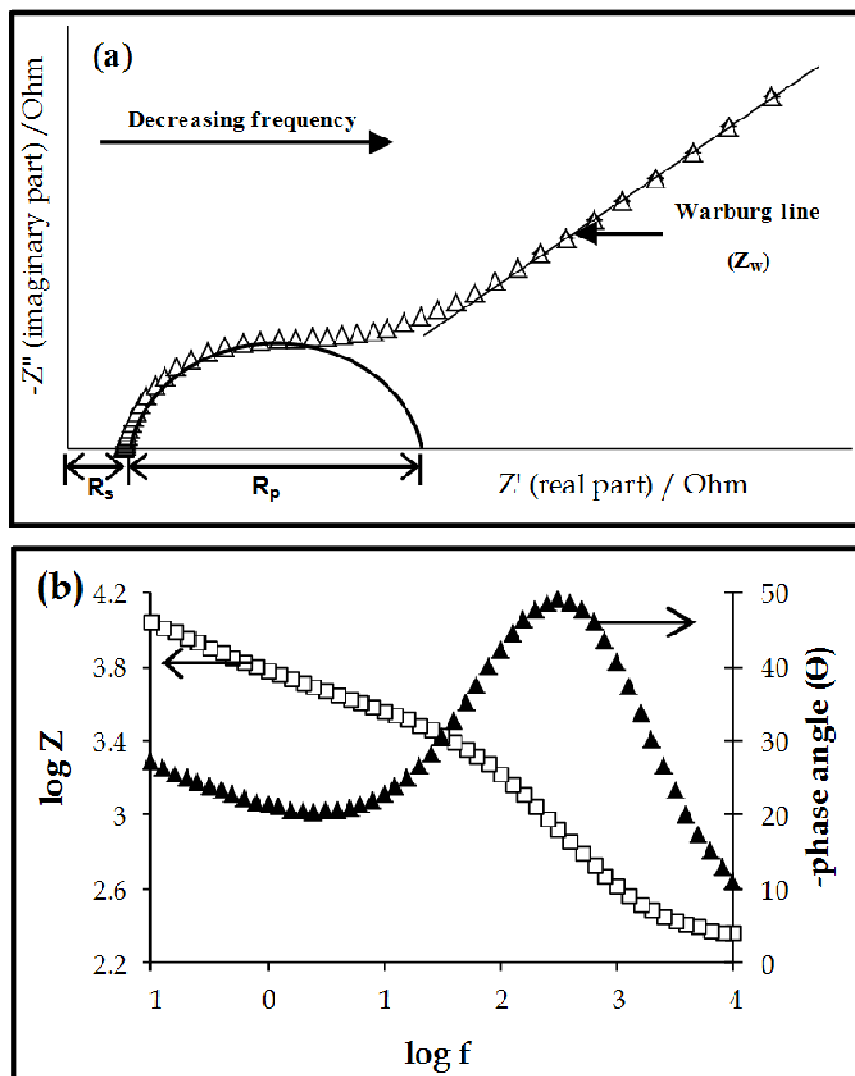 (a)
-Z" (imaginary part) /Ohm
Decreasing frequency
Warburg line
(Zw)
Rs
Rp
Z' (real part) / Ohm
(b)
log Z
4.2
3.8
3.4
3
2.6
2.2
50
40
30
20
10
0
-phase angle (Θ)
1 0 1 2 3 4
log f